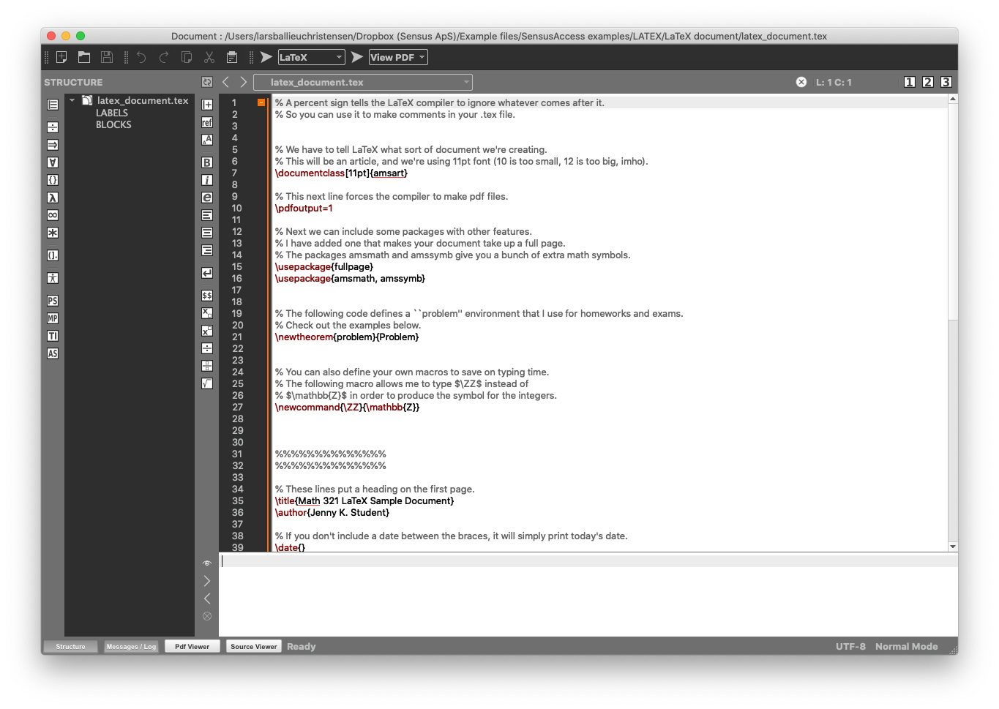 Document : /Users/larsballieuchristensen/Dropbox (Sensus ApS)/Example files/SensusAccess examples/LATEX/LaTeX document/latex_document.tex
LaTeX View PDF
STRUCTURE latex_document.tex L: 1 C: 1 1 2 3
latex_document.tex
LABELS
BLOCKS
ref
PS
MP
TI
AS
$$
1 % A percent sign tells the LaTeX compiler to ignore whatever comes after it.
2 % So you can use it to make comments in your .tex file.
3
4
5 % We have to tell LaTeX what sort of document we're creating.
6 % This will be an article, and we're using 11pt font (10 is too small, 12 is too big, imho).
7 \documentclass[11pt]{amsart}
8
9 % This next line forces the compiler to make pdf files.
10 \pdfoutput=1
11
12 % Next we can include some packages with other features.
13 % I have added one that makes your document take up a full page.
14 % The packages amsmath and amssymb give you a bunch of extra math symbols.
15 \usepackage{fullpage}
16 \usepackage{amsmath, amssymb}
17
18
19 % The following code defines a ``problem'' environment that I use for homeworks and exams.
20 % Check out the examples below.
21 \newtheorem{problem}{Problem}
22
23
24 % You can also define your own macros to save on typing time.
25 % The following macro allows me to type $\ZZ$ instead of
26 % $\mathbb{Z}$ in order to produce the symbol for the integers.
27 \newcommand{\ZZ}{\mathbb{Z}}
28
29
30
31 %%%%%%%%%%%%%%
32 %%%%%%%%%%%%%%
33
34 % These lines put a heading on the first page.
35 \title{Math 321 LaTeX Sample Document}
36 \author{Jenny K. Student}
37
38 % If you don't include a date between the braces, it will simply print today's date.
39 \date{}
Structure Messages / Log Pdf Viewer Source Viewer Ready UTF-8 Normal Mode